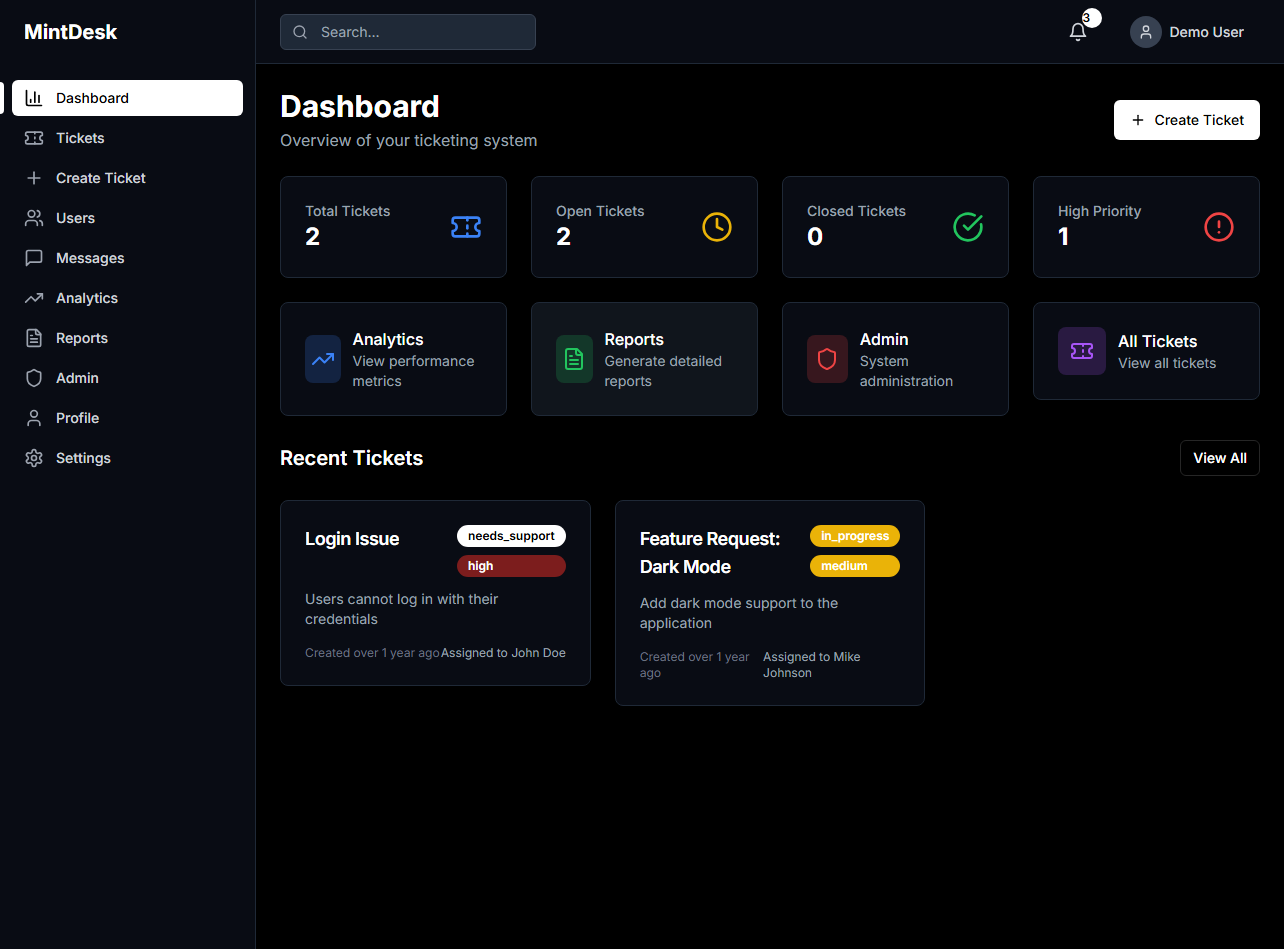 MintDesk
Search...
3
Demo User
Dashboard
Tickets
Create Ticket
Users
Messages
Analytics
Reports
Admin
Profile
Settings
Dashboard
Overview of your ticketing system
Create Ticket
Total Tickets
2
Open Tickets
2
Closed Tickets
0
High Priority
1
Analytics
View performance
metrics
Reports
Generate detailed
reports
Admin
System
administration
All Tickets
View all tickets
Recent Tickets
View All
Login Issue
needs_support
high
Users cannot log in with their
credentials
Created over 1 year ago
Assigned to John Doe
Feature Request:
Dark Mode
in_progress
medium
Add dark mode support to the
application
Created over 1 year
ago
Assigned to Mike
Johnson